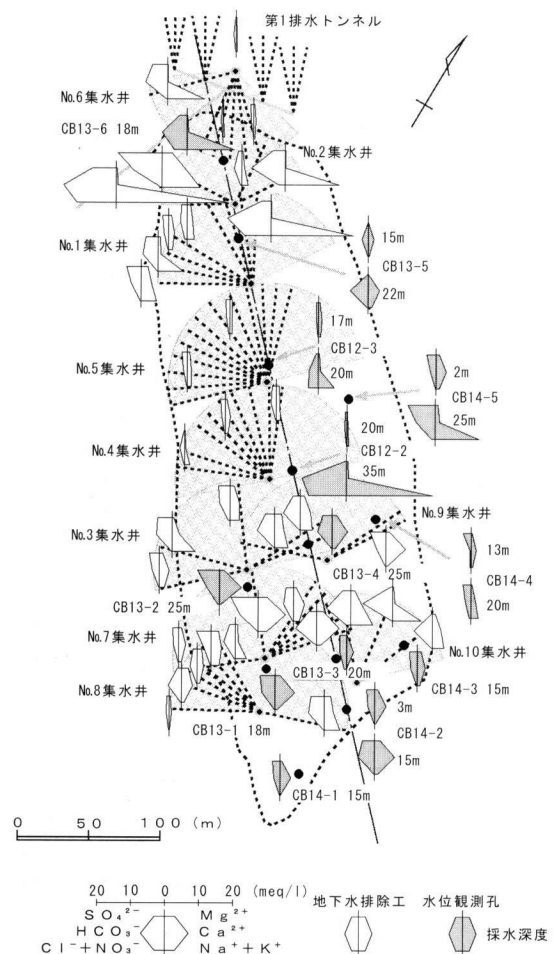 第1排水トンネル
No.6集水井
CB13-6 18m
No.2集水井
No.1集水井
15m
CB13-5
22m
17m
CB12-3
20m
No.5集水井
2m
CB14-5
25m
20m
CB12-2
35m
No.4集水井
No.9集水井
No.3集水井
13m
CB14-4
20m
CB13-4 25m
CB13-2 25m
No.7集水井
No.10集水井
CB13-3 20m
No.8集水井
CB14-3 15m
3m
CB14-2
15m
CB13-1 18m
CB14-1 15m
0 50 100 (m)
20 0 20 (meq/l)
地下水排除工 水位観測孔
SO₄²⁻ Mg²⁺
HCO₃⁻ Ca²⁺
Cl⁻+NO₃⁻ Na⁺+K⁺
採水深度